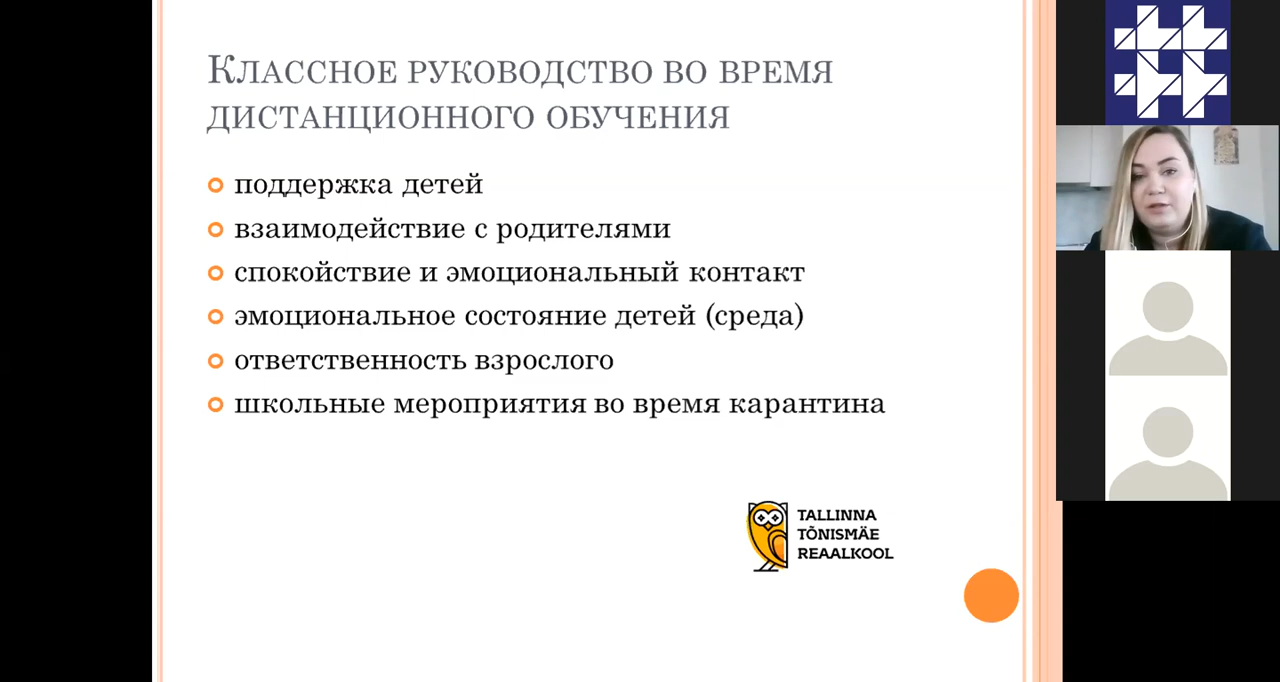 Классное руководство во время
дистанционного обучения
поддержка детей
взаимодействие с родителями
спокойствие и эмоциональный контакт
эмоциональное состояние детей (среда)
ответственность взрослого
школьные мероприятия во время карантина
TALLINNA
TÕNISMÄE
REAALKOOL